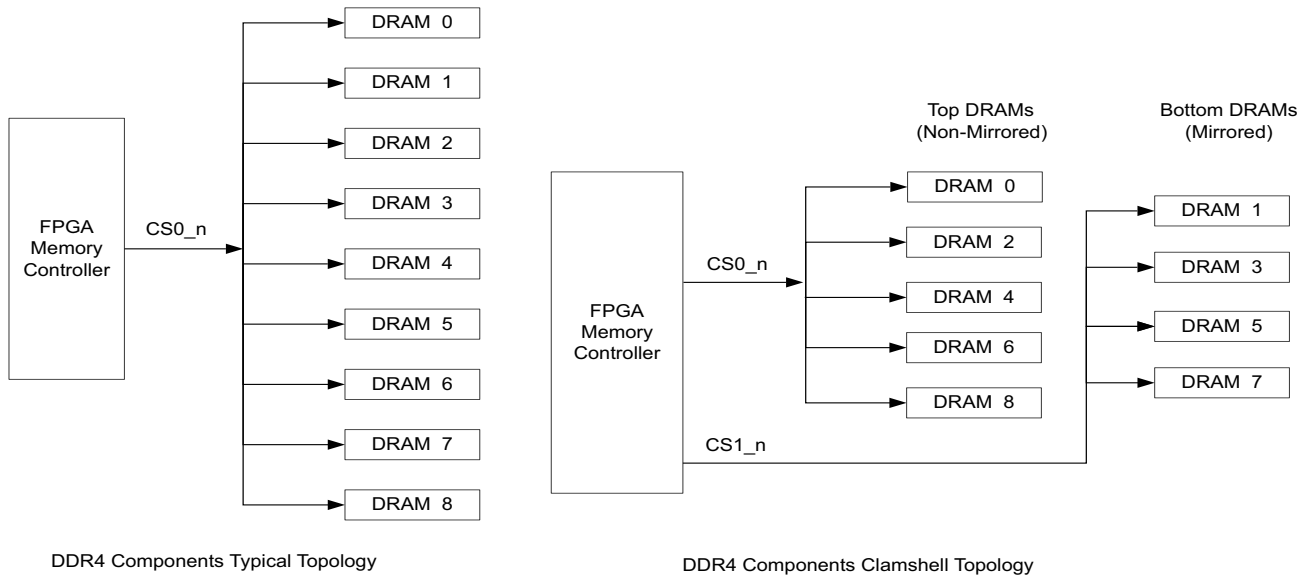 DRAM 0
DRAM 1
DRAM 2
DRAM 3
DRAM 4
DRAM 5
DRAM 6
DRAM 7
DRAM 8
FPGA
Memory
Controller
CS0_n
DDR4 Components Typical Topology
Top DRAMs
(Non-Mirrored)
Bottom DRAMs
(Mirrored)
FPGA
Memory
Controller
CS0_n
CS1_n
DRAM 0
DRAM 2
DRAM 4
DRAM 6
DRAM 8
DRAM 1
DRAM 3
DRAM 5
DRAM 7
DDR4 Components Clamshell Topology